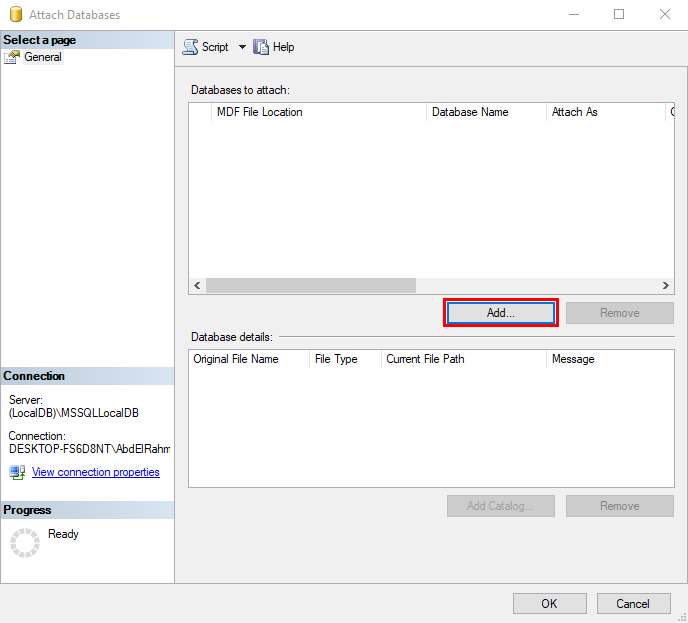 Attach Databases
Select a page
General
Script
Help
Databases to attach:
MDF File Location Database Name Attach As
Add... Remove
Database details:
Original File Name File Type Current File Path Message
Add Catalog... Remove
Connection
Server:
(LocalDB)\MSSQLLocalDB
Connection:
DESKTOP-FS6D8NT\AbdElRahm
View connection properties
Progress
Ready
OK Cancel